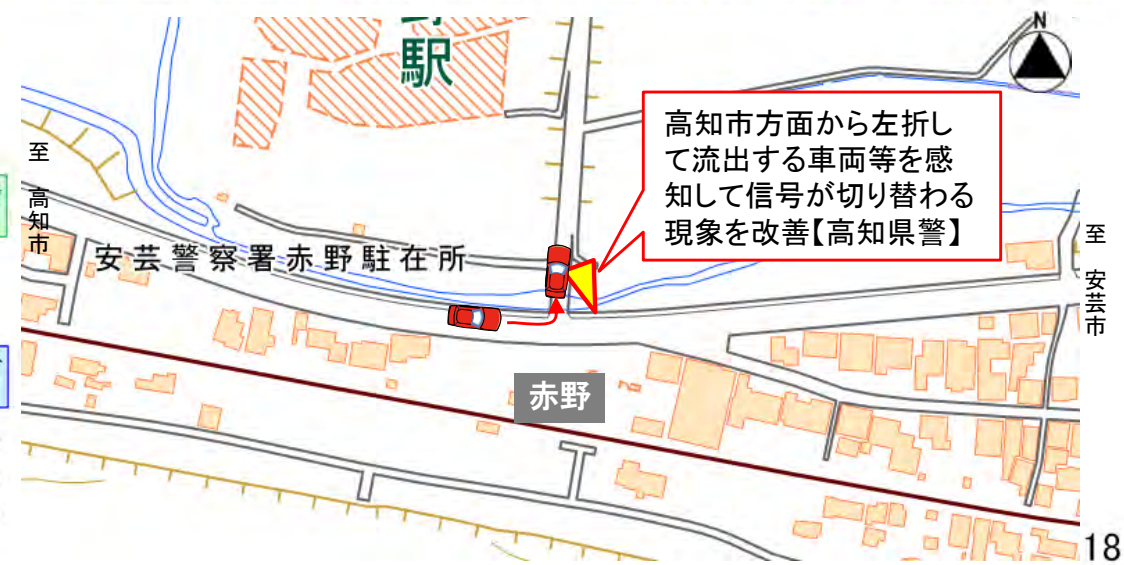 駅
N
高知市方面から左折し
て流出する車両等を感
知して信号が切り替わる
現象を改善【高知県警】
至 高知市
安芸警察署赤野駐在所
至 安芸市
赤野
18